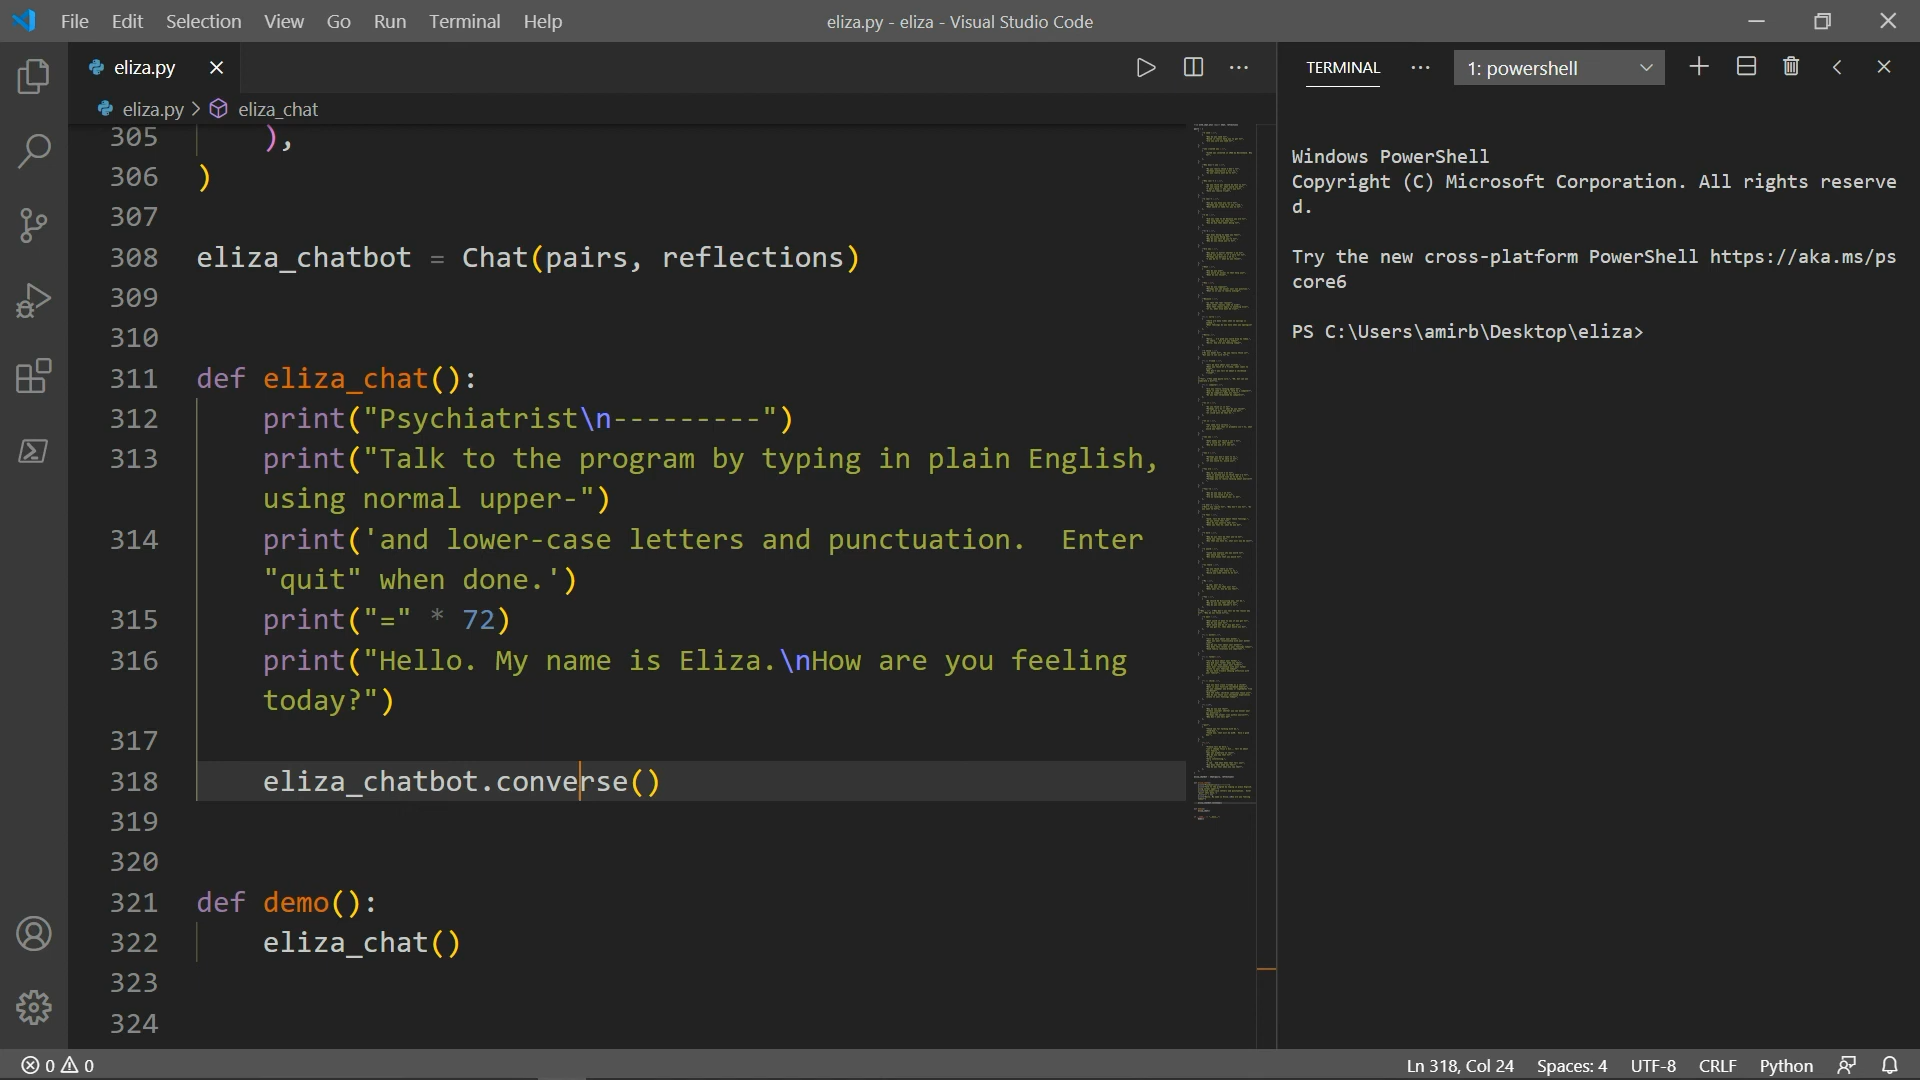 File Edit Selection View Go Run Terminal Help
eliza.py - eliza - Visual Studio Code
eliza.py
eliza.py > eliza_chat
305 ),
306 )
307
308 eliza_chatbot = Chat(pairs, reflections)
309
310
311 def eliza_chat():
312 print("Psychiatrist\n---------")
313 print("Talk to the program by typing in plain English,
using normal upper-")
314 print('and lower-case letters and punctuation.  Enter
"quit" when done.')
315 print("=" * 72)
316 print("Hello. My name is Eliza.\nHow are you feeling
today?")
317
318 eliza_chatbot.converse()
319
320
321 def demo():
322 eliza_chat()
323
324
TERMINAL
1: powershell
Windows PowerShell
Copyright (C) Microsoft Corporation. All rights reserve
d.
Try the new cross-platform PowerShell https://aka.ms/ps
core6
PS C:\Users\amirb\Desktop\eliza>
0 0
Ln 318, Col 24 Spaces: 4 UTF-8 CRLF Python